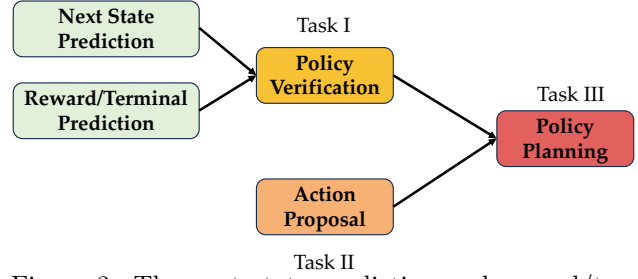 Next State
Prediction
Reward/Terminal
Prediction
Task I
Policy
Verification
Task III
Policy
Planning
Action
Proposal
Task II